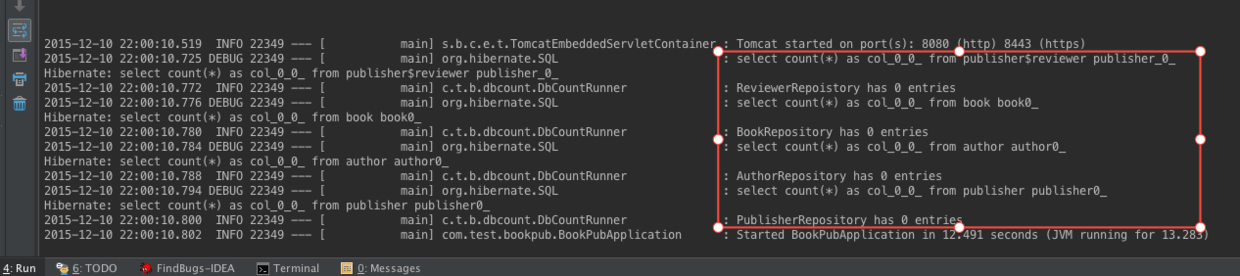 2015-12-10 22:00:10.519  INFO 22349 --- [           main] s.b.c.e.t.TomcatEmbeddedServletContainer : Tomcat started on port(s): 8080 (http) 8443 (https)
2015-12-10 22:00:10.725 DEBUG 22349 --- [           main] org.hibernate.SQL                        : select count(*) as col_0_0_ from publisher$reviewer publisher_0_
Hibernate: select count(*) as col_0_0_ from publisher$reviewer publisher_0_
2015-12-10 22:00:10.772  INFO 22349 --- [           main] c.t.b.dbcount.DbCountRunner              : ReviewerRepoistory has 0 entries
2015-12-10 22:00:10.776 DEBUG 22349 --- [           main] org.hibernate.SQL                        : select count(*) as col_0_0_ from book book0_
Hibernate: select count(*) as col_0_0_ from book book0_
2015-12-10 22:00:10.780  INFO 22349 --- [           main] c.t.b.dbcount.DbCountRunner              : BookRepository has 0 entries
2015-12-10 22:00:10.784 DEBUG 22349 --- [           main] org.hibernate.SQL                        : select count(*) as col_0_0_ from author author0_
Hibernate: select count(*) as col_0_0_ from author author0_
2015-12-10 22:00:10.788  INFO 22349 --- [           main] c.t.b.dbcount.DbCountRunner              : AuthorRepository has 0 entries
2015-12-10 22:00:10.794 DEBUG 22349 --- [           main] org.hibernate.SQL                        : select count(*) as col_0_0_ from publisher publisher0_
Hibernate: select count(*) as col_0_0_ from publisher publisher0_
2015-12-10 22:00:10.800  INFO 22349 --- [           main] c.t.b.dbcount.DbCountRunner              : PublisherRepository has 0 entries
2015-12-10 22:00:10.802  INFO 22349 --- [           main] com.test.bookpub.BookPubApplication      : Started BookPubApplication in 12.491 seconds (JVM running for 13.283)
4: Run  6: TODO  FindBugs-IDEA  Terminal  0: Messages